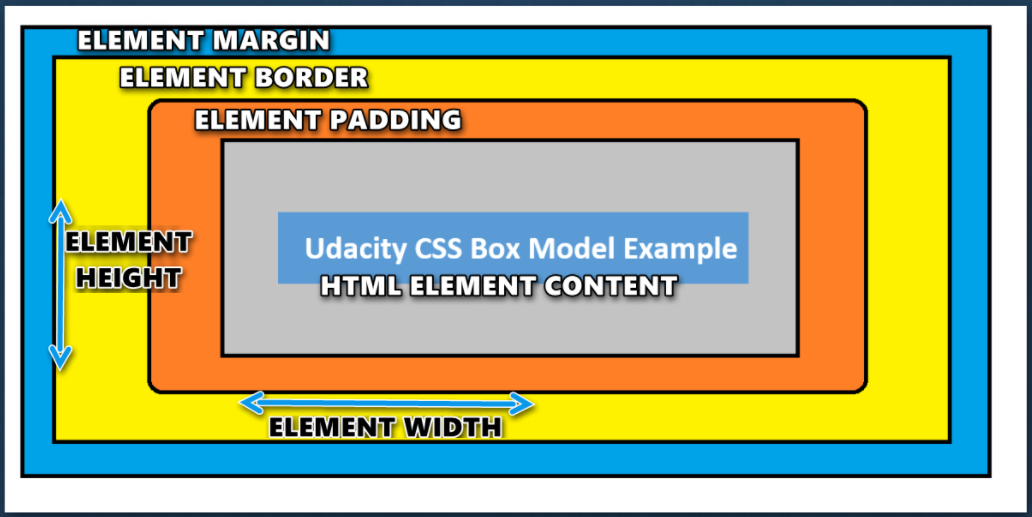 ELEMENT MARGIN
ELEMENT BORDER
ELEMENT PADDING
ELEMENT
HEIGHT
Udacity CSS Box Model Example
HTML ELEMENT CONTENT
ELEMENT WIDTH